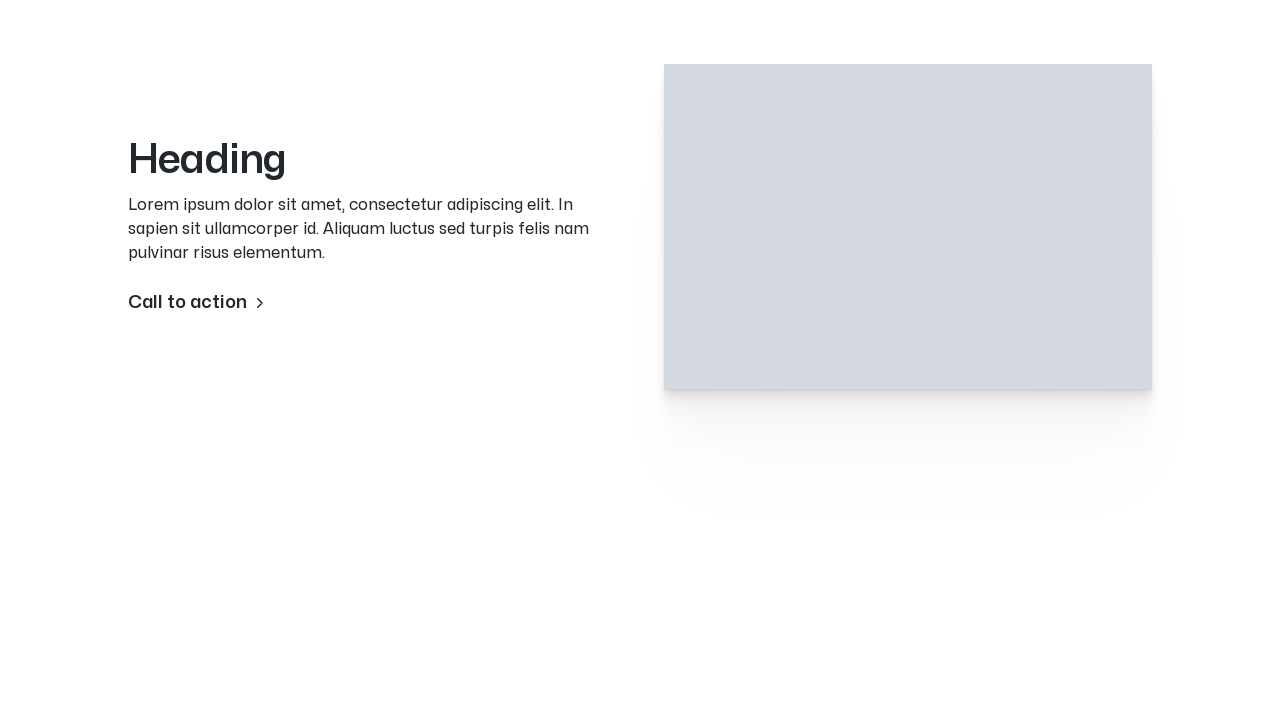 Heading
Lorem ipsum dolor sit amet, consectetur adipiscing elit. In
sapien sit ullamcorper id. Aliquam luctus sed turpis felis nam
pulvinar risus elementum.
Call to action